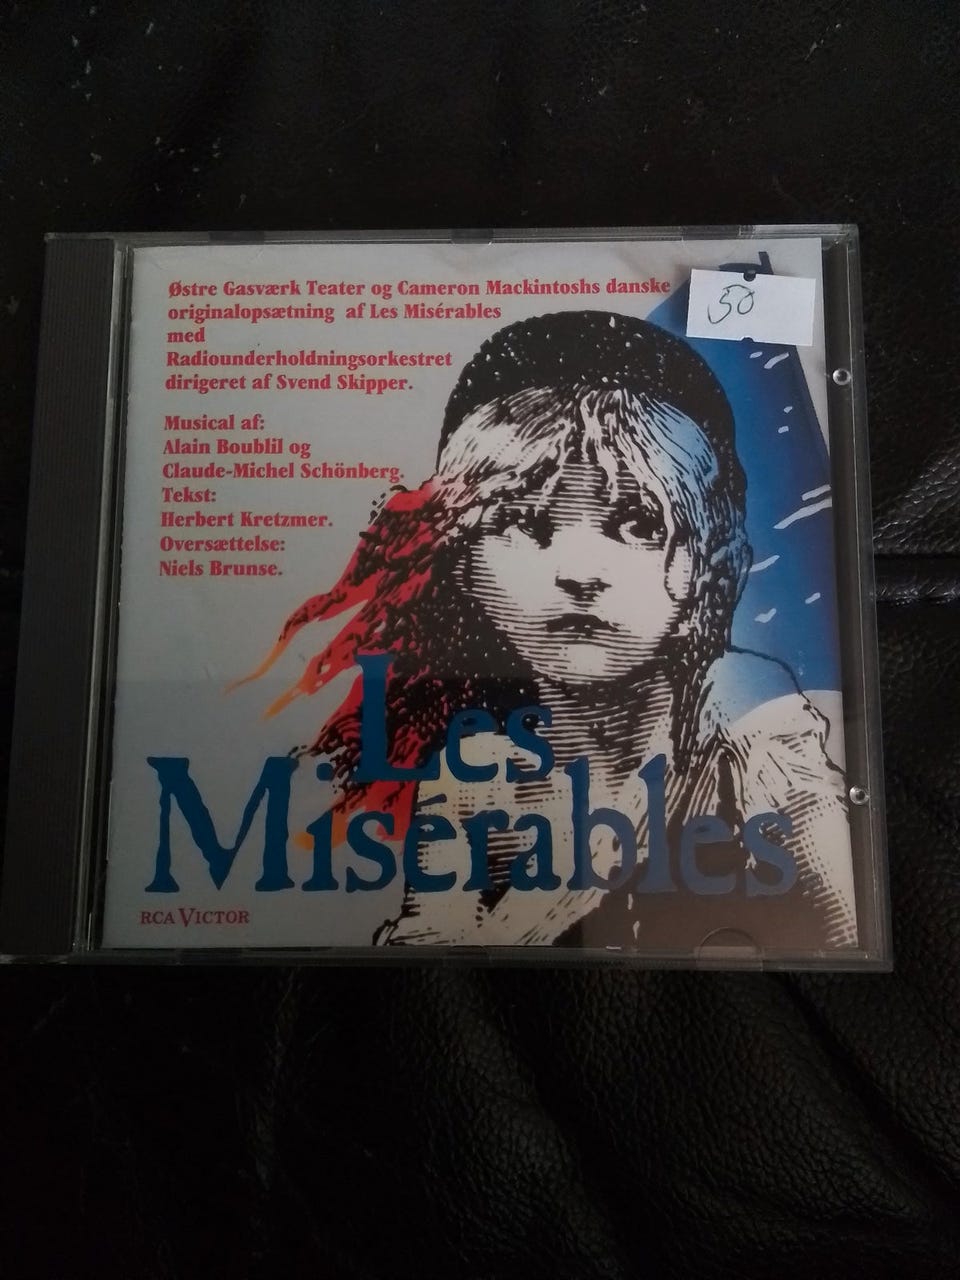 Østre Gasværk Teater og Cameron Mackintoshs danske
originalopsætning af Les Misérables
med
Radiounderholdningsorkestret
dirigeret af Svend Skipper.
Musical af:
Alain Boublil og
Claude-Michel Schönberg.
Tekst:
Herbert Kretzmer.
Oversættelse:
Niels Brunse.
50
Les
Misérables
RCA VICTOR